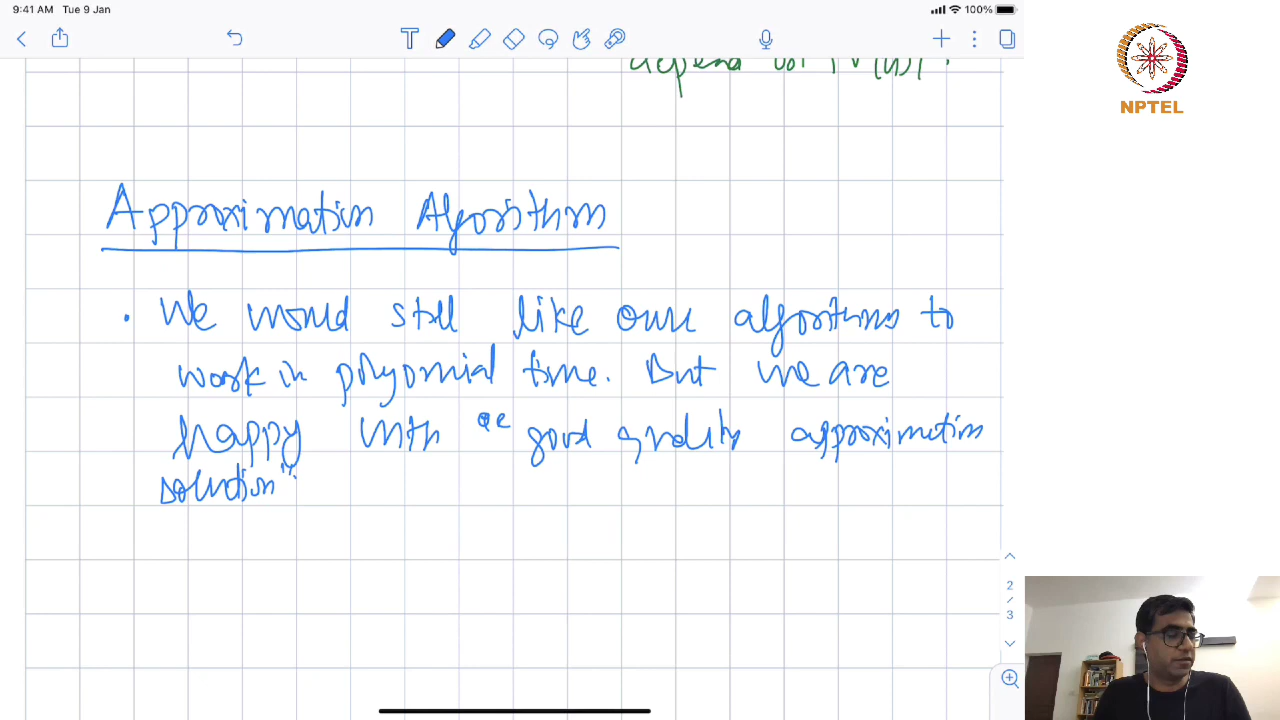 9:41 AM Tue 9 Jan
100%
NPTEL
Approximation Algorithm
. We would still like our algorithms to
work in polyomial time. But we are
happy with "good quality approximation
solution".
2
3